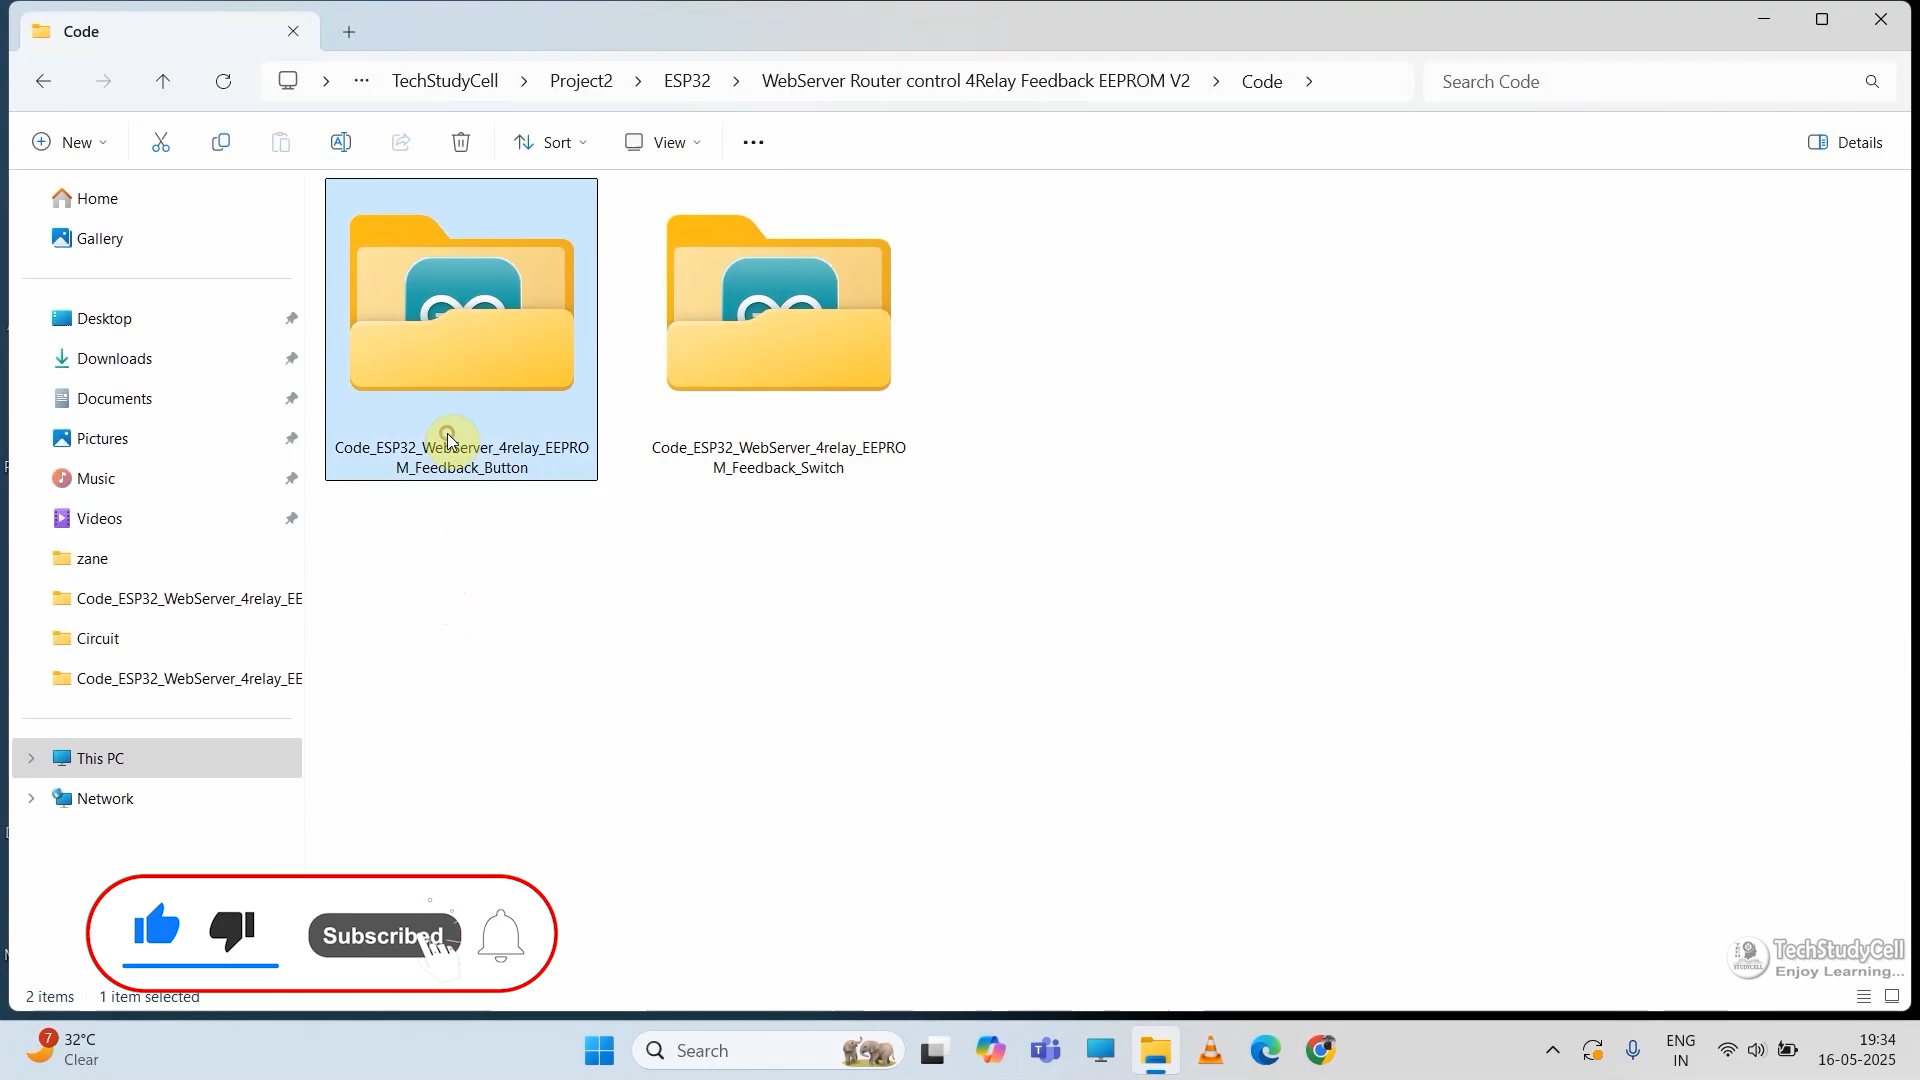 Code
TechStudyCell
Project2
ESP32
WebServer Router control 4Relay Feedback EEPROM V2
Code
Search Code
New
Sort
View
Details
Home
Gallery
Desktop
Downloads
Documents
Pictures
Music
Videos
zane
Code_ESP32_WebServer_4relay_EE
Circuit
Code_ESP32_WebServer_4relay_EE
This PC
Network
Code_ESP32_WebServer_4relay_EEPRO
M_Feedback_Button
Code_ESP32_WebServer_4relay_EEPRO
M_Feedback_Switch
Subscribed
TechStudyCell
Enjoy Learning...
STUDYCELL
2 items
1 item selected
7
32°C
Clear
Search
ENG
IN
19:34
16-05-2025